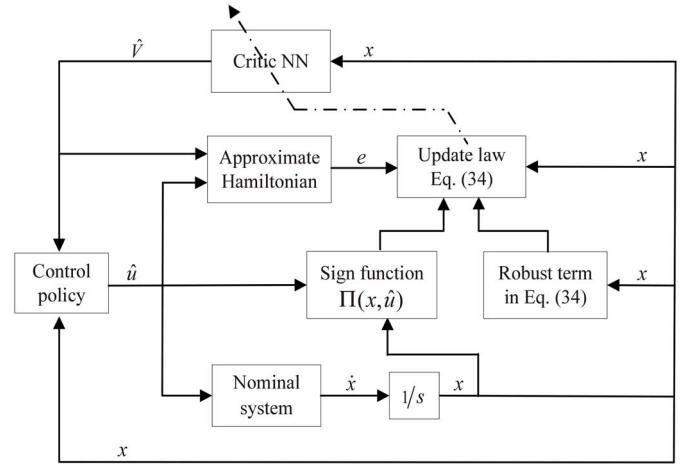 V̂
Critic NN
x
Approximate
Hamiltonian
e
Update law
Eq. (34)
x
Control
policy
û
Sign function
Π(x,û)
Robust term
in Eq. (34)
x
Nominal
system
ẋ
1/s
x
x